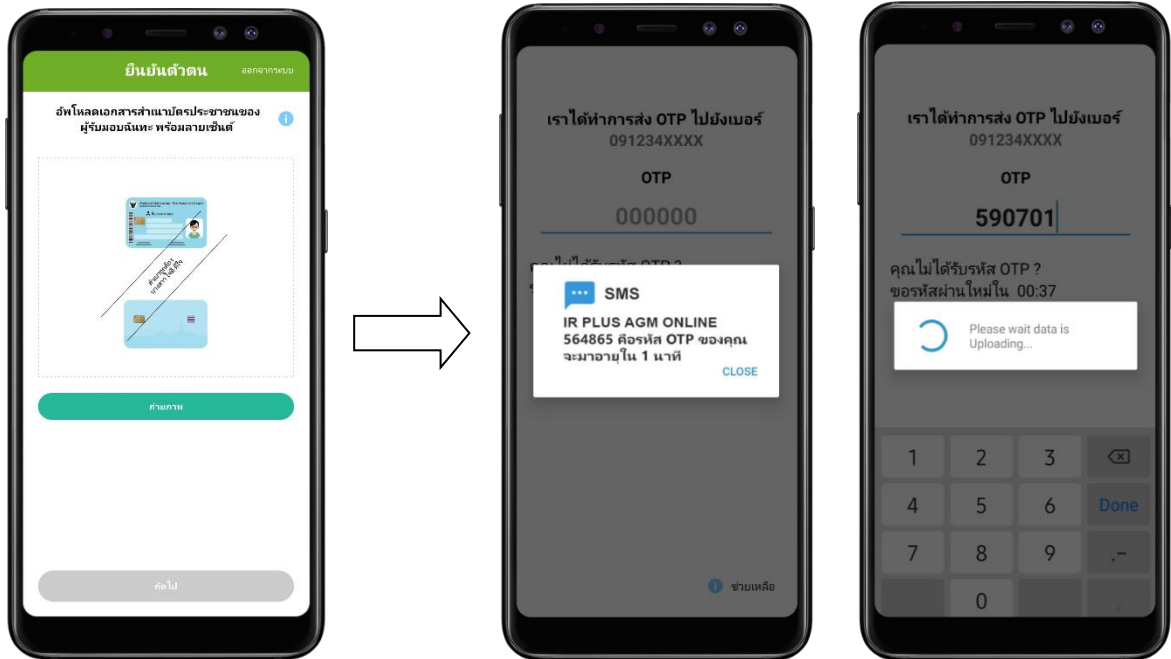 ยืนยันตัวตน
ออกจากระบบ
อัพโหลดเอกสารสำเนาบัตรประชาชนของ
ผู้รับมอบฉันทะ พร้อมลายเซ็นต์
สำเนาถูกต้อง
ถ่ายภาพ
ถัดไป
เราได้ทำการส่ง OTP ไปยังเบอร์
091234XXXX
OTP
000000
SMS
IR PLUS AGM ONLINE
564865 คือรหัส OTP ของคุณ
จะมาอายุใน 1 นาที
CLOSE
ช่วยเหลือ
เราได้ทำการส่ง OTP ไปยังเบอร์
091234XXXX
OTP
590701
คุณไม่ได้รับรหัส OTP ?
ขอรหัสผ่านใหม่ใน 00:37
Please wait data is
Uploading...
1 2 3
4 5 6 Done
7 8 9 .-
0 ,